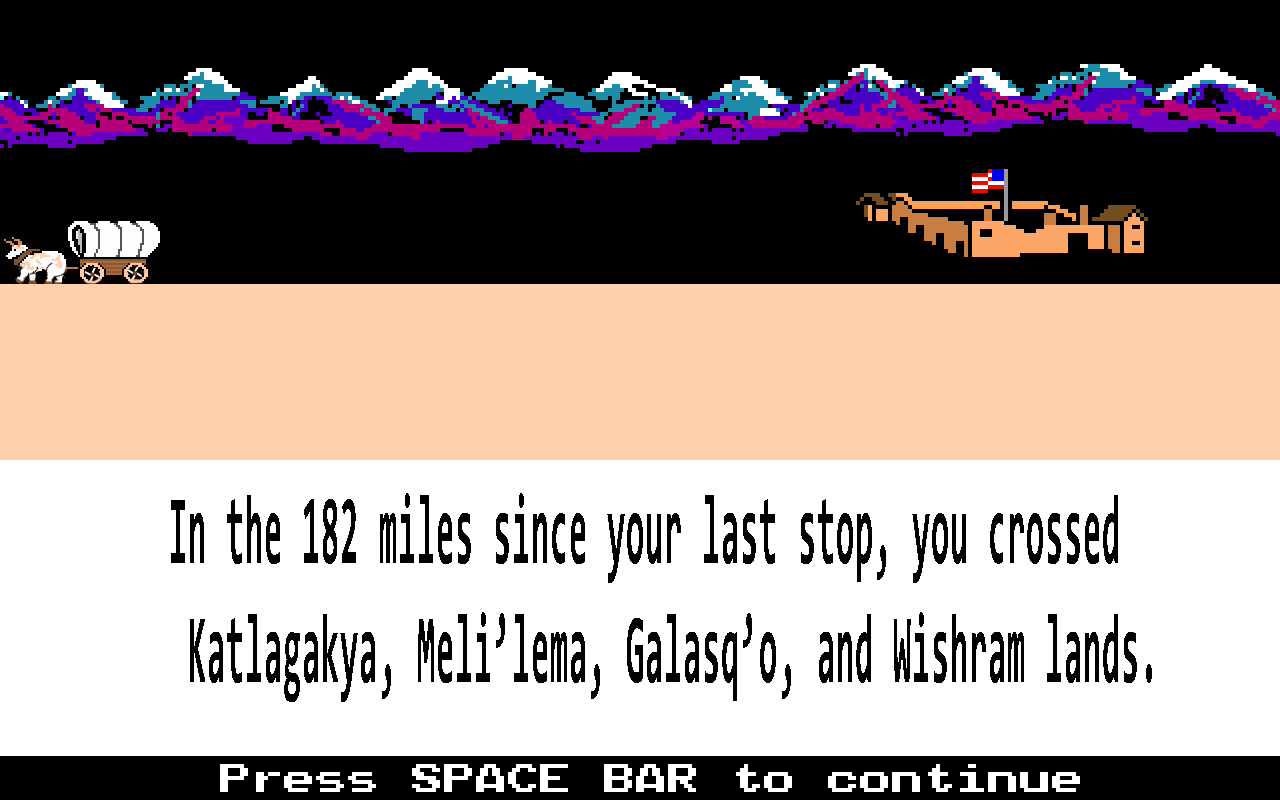 In the 182 miles since your last stop, you crossed
Katlagakya, Meli’lema, Galasq’o, and Wishram lands.
Press SPACE BAR to continue